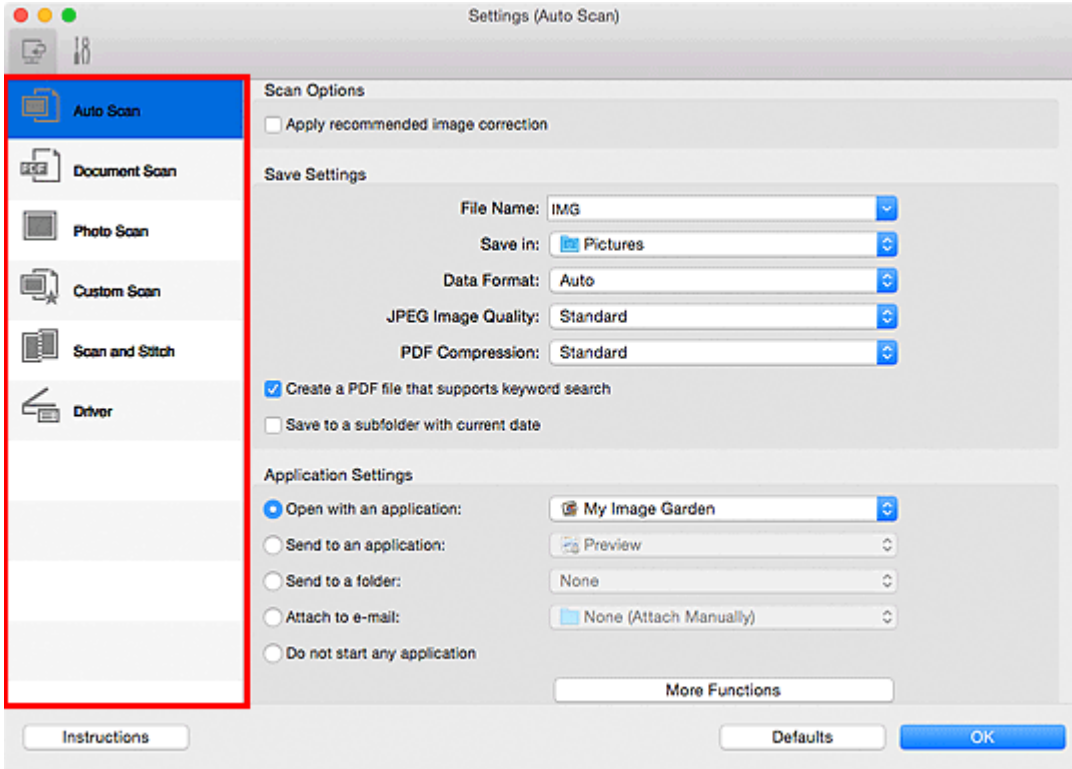 Settings (Auto Scan)
Auto Scan
PDF
Document Scan
Photo Scan
Custom Scan
Scan and Stitch
Driver
Scan Options
Apply recommended image correction
Save Settings
File Name: IMG
Save in: Pictures
Data Format: Auto
JPEG Image Quality: Standard
PDF Compression: Standard
Create a PDF file that supports keyword search
Save to a subfolder with current date
Application Settings
Open with an application: My Image Garden
Send to an application: Preview
Send to a folder: None
Attach to e-mail: None (Attach Manually)
Do not start any application
More Functions
Instructions
Defaults
OK